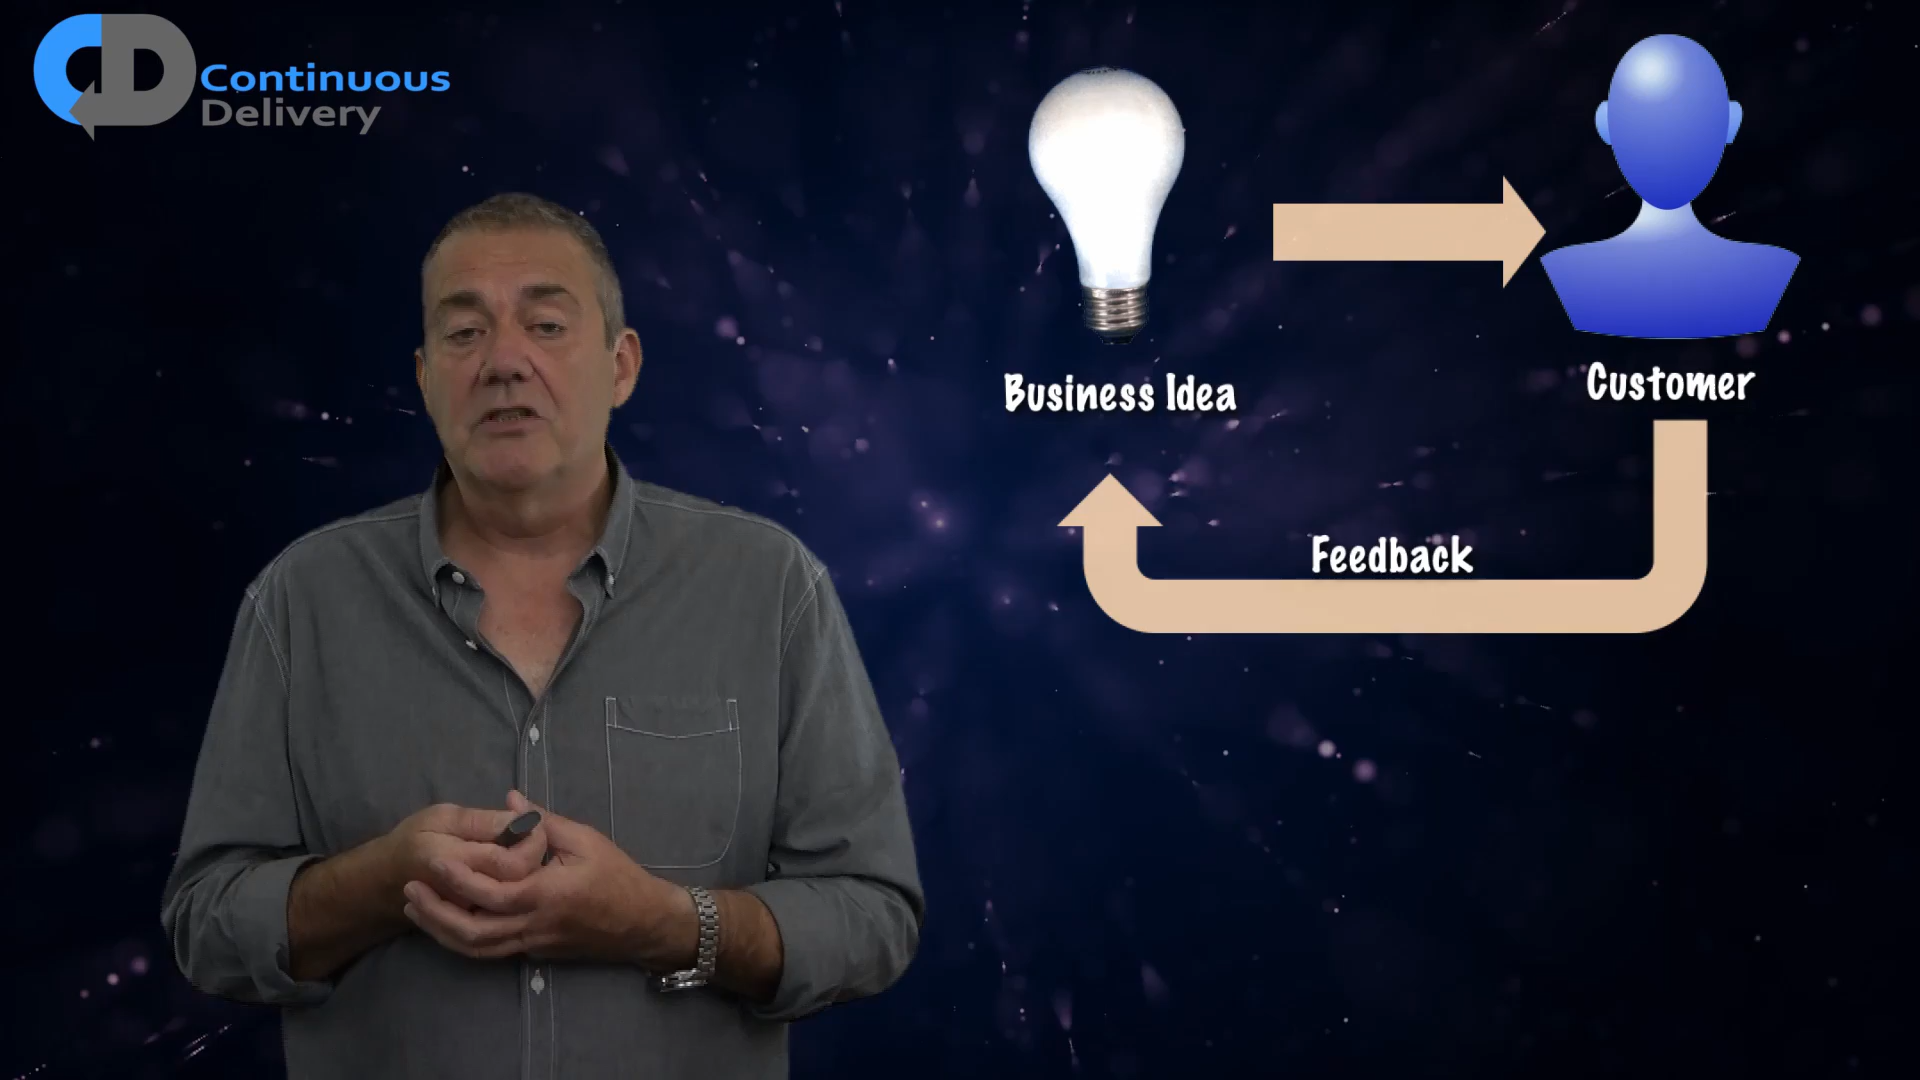 Continuous
Delivery
Business Idea
Customer
Feedback